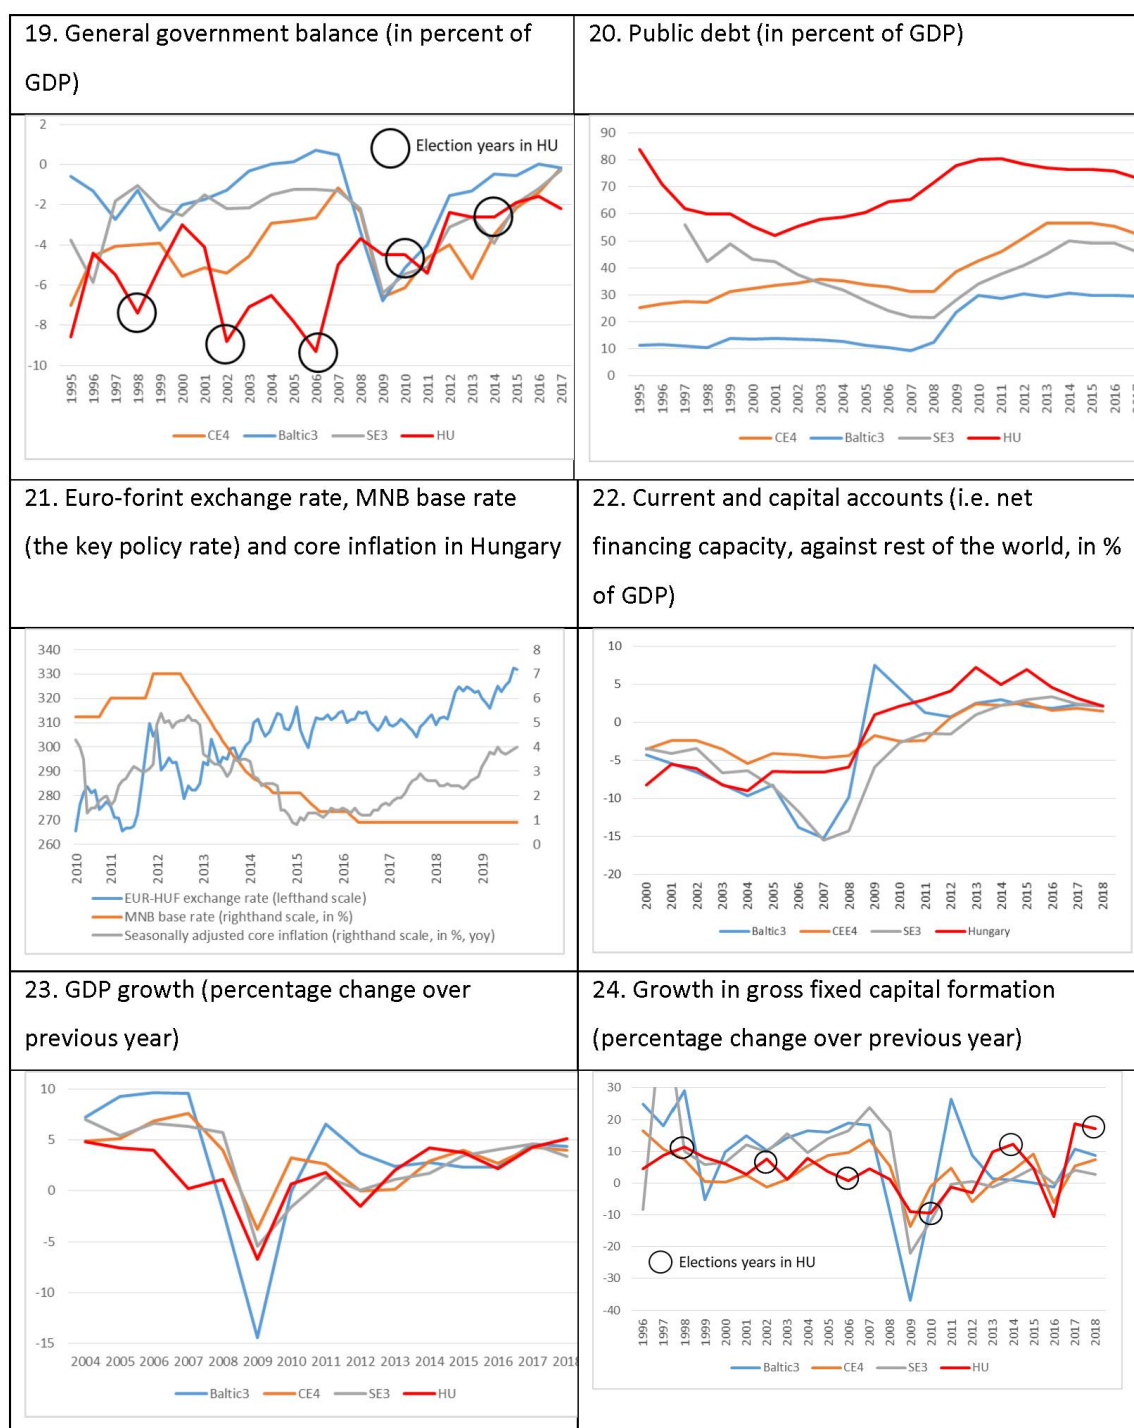 19. General government balance (in percent of
GDP)
20. Public debt (in percent of GDP)
2
0
-2
-4
-6
-8
-10
Election years in HU
1995 1996 1997 1998 1999 2000 2001 2002 2003 2004 2005 2006 2007 2008 2009 2010 2011 2012 2013 2014 2015 2016 2017
CE4 Baltic3 SE3 HU
90
80
70
60
50
40
30
20
10
0
1995 1996 1997 1998 1999 2000 2001 2002 2003 2004 2005 2006 2007 2008 2009 2010 2011 2012 2013 2014 2015 2016
CE4 Baltic3 SE3 HU
21. Euro-forint exchange rate, MNB base rate
(the key policy rate) and core inflation in Hungary
22. Current and capital accounts (i.e. net
financing capacity, against rest of the world, in %
of GDP)
340 8
330 7
320 6
310 5
300 4
290 3
280 2
270 1
260 0
2010 2011 2012 2013 2014 2015 2016 2017 2018 2019
EUR-HUF exchange rate (lefthand scale)
MNB base rate (righthand scale, in %)
Seasonally adjusted core inflation (righthand scale, in %, yoy)
10
5
0
-5
-10
-15
-20
2000 2001 2002 2003 2004 2005 2006 2007 2008 2009 2010 2011 2012 2013 2014 2015 2016 2017 2018
Baltic3 CEE4 SE3 Hungary
23. GDP growth (percentage change over
previous year)
24. Growth in gross fixed capital formation
(percentage change over previous year)
10
5
0
-5
-10
-15
2004 2005 2006 2007 2008 2009 2010 2011 2012 2013 2014 2015 2016 2017 2018
Baltic3 CE4 SE3 HU
30
20
10
0
-10
-20
-30
-40
Elections years in HU
1996 1997 1998 1999 2000 2001 2002 2003 2004 2005 2006 2007 2008 2009 2010 2011 2012 2013 2014 2015 2016 2017 2018
Baltic3 CE4 SE3 HU